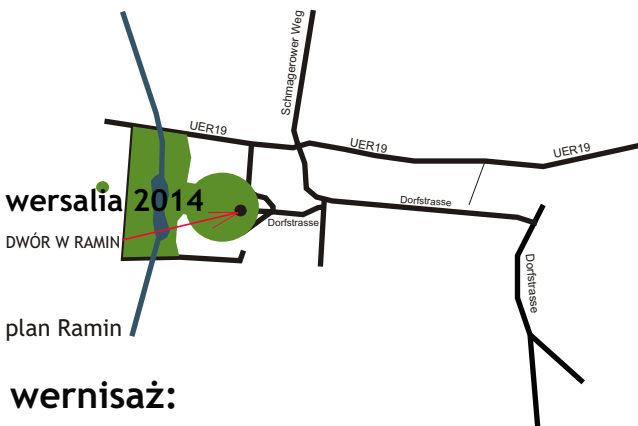 Schmagerower Weg
UER19
UER19
UER19
wersalia 2014
Dorfstrasse
Dorfstrasse
DWÓR W RAMIN
Dorfstrasse
plan Ramin
wernisaż: